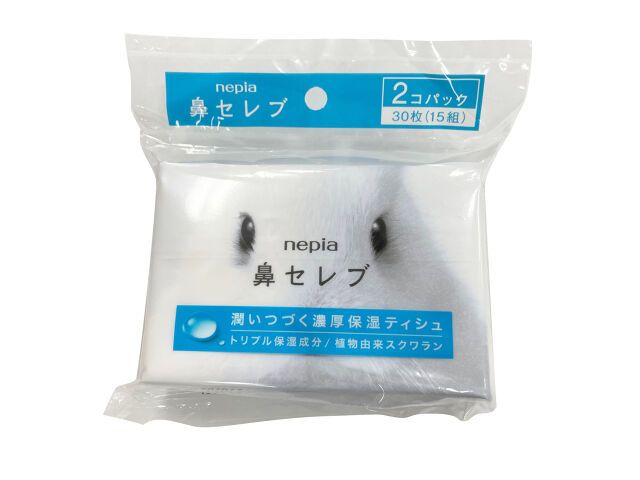 nepia
鼻セレブ
2コパック
30枚(15組)
nepia
鼻セレブ
潤いつづく濃厚保湿ティシュ
トリプル保湿成分/植物由来スクワラン